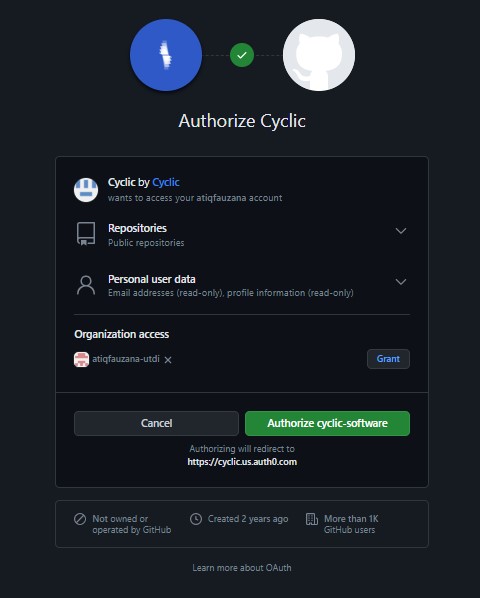 Authorize Cyclic
Cyclic by Cyclic
wants to access your atiqfauzana account
Repositories
Public repositories
Personal user data
Email addresses (read-only), profile information (read-only)
Organization access
atiqfauzana-utdi
Grant
Cancel
Authorize cyclic-software
Authorizing will redirect to
https://cyclic.us.auth0.com
Not owned or
operated by GitHub
Created 2 years ago
More than 1K
GitHub users
Learn more about OAuth